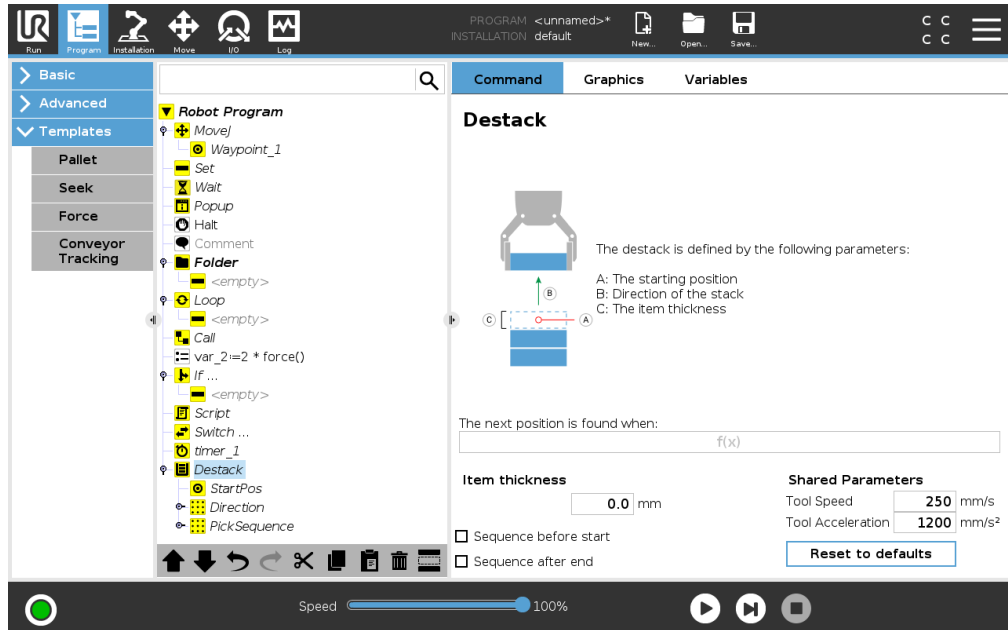 PROGRAM <unnamed>*
INSTALLATION default
C C
C C
Run
Program
Installation
Move
I/O
Log
New...
Open...
Save...
Basic
Advanced
Templates
Pallet
Seek
Force
Conveyor
Tracking
Robot Program
MoveJ
Waypoint_1
Set
Wait
Popup
Halt
Comment
Folder
<empty>
Loop
<empty>
Call
var_2:=2 * force()
If ...
<empty>
Script
Switch ...
timer_1
Destack
StartPos
Direction
PickSequence
Command
Graphics
Variables
Destack
The destack is defined by the following parameters:
A: The starting position
B: Direction of the stack
C: The item thickness
B
C
A
The next position is found when:
f(x)
Item thickness
0.0 mm
Sequence before start
Sequence after end
Shared Parameters
Tool Speed 250 mm/s
Tool Acceleration 1200 mm/s²
Reset to defaults
Speed 100%